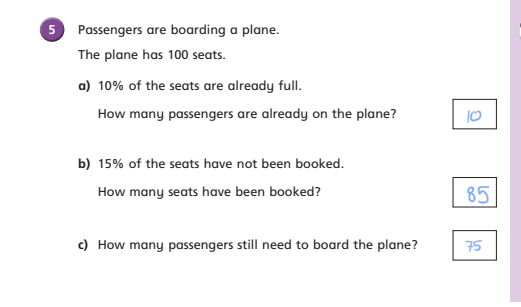 5 Passengers are boarding a plane.
The plane has 100 seats.
a) 10% of the seats are already full.
How many passengers are already on the plane? 10
b) 15% of the seats have not been booked.
How many seats have been booked? 85
c) How many passengers still need to board the plane? 75